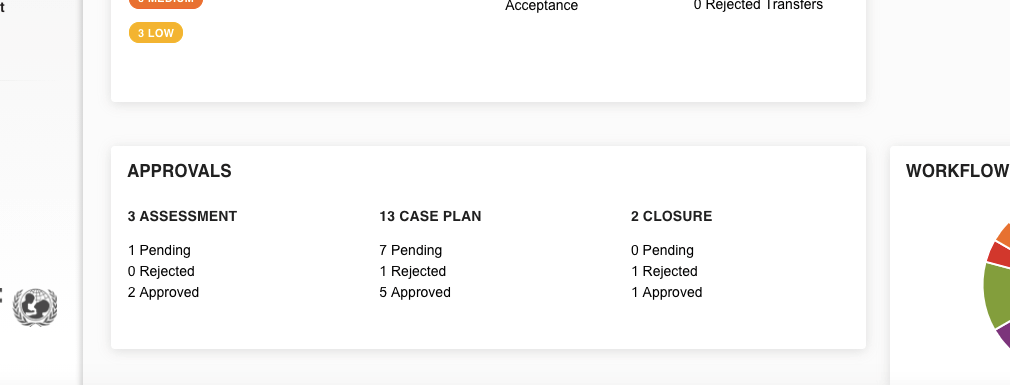 t
MEDIUM
Acceptance
0 Rejected Transfers
3 LOW
APPROVALS
WORKFLOW
3 ASSESSMENT
13 CASE PLAN
2 CLOSURE
1 Pending
7 Pending
0 Pending
0 Rejected
1 Rejected
1 Rejected
2 Approved
5 Approved
1 Approved